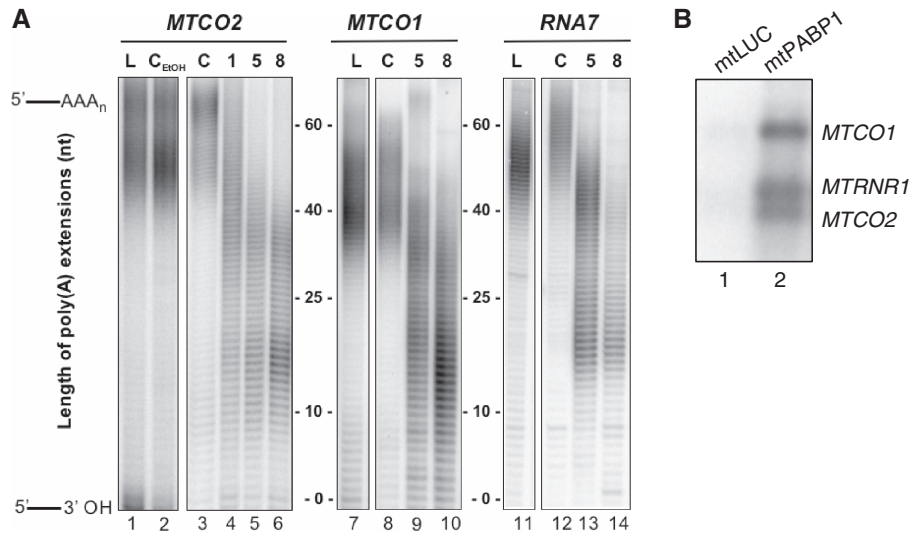 A
MTCO2 MTCO1 RNA7
L C EtOH C 1 5 8 L C 5 8 L C 5 8
5' AAAn
Length of poly(A) extensions (nt)
- 60 - - 60 -
- 40 - - 40 -
- 25 - - 25 -
- 10 - - 10 -
- 0 - - 0 -
5' 3' OH
1 2 3 4 5 6 7 8 9 10 11 12 13 14
B
mtLUC mtPABP1
MTCO1
MTRNR1
MTCO2
1 2